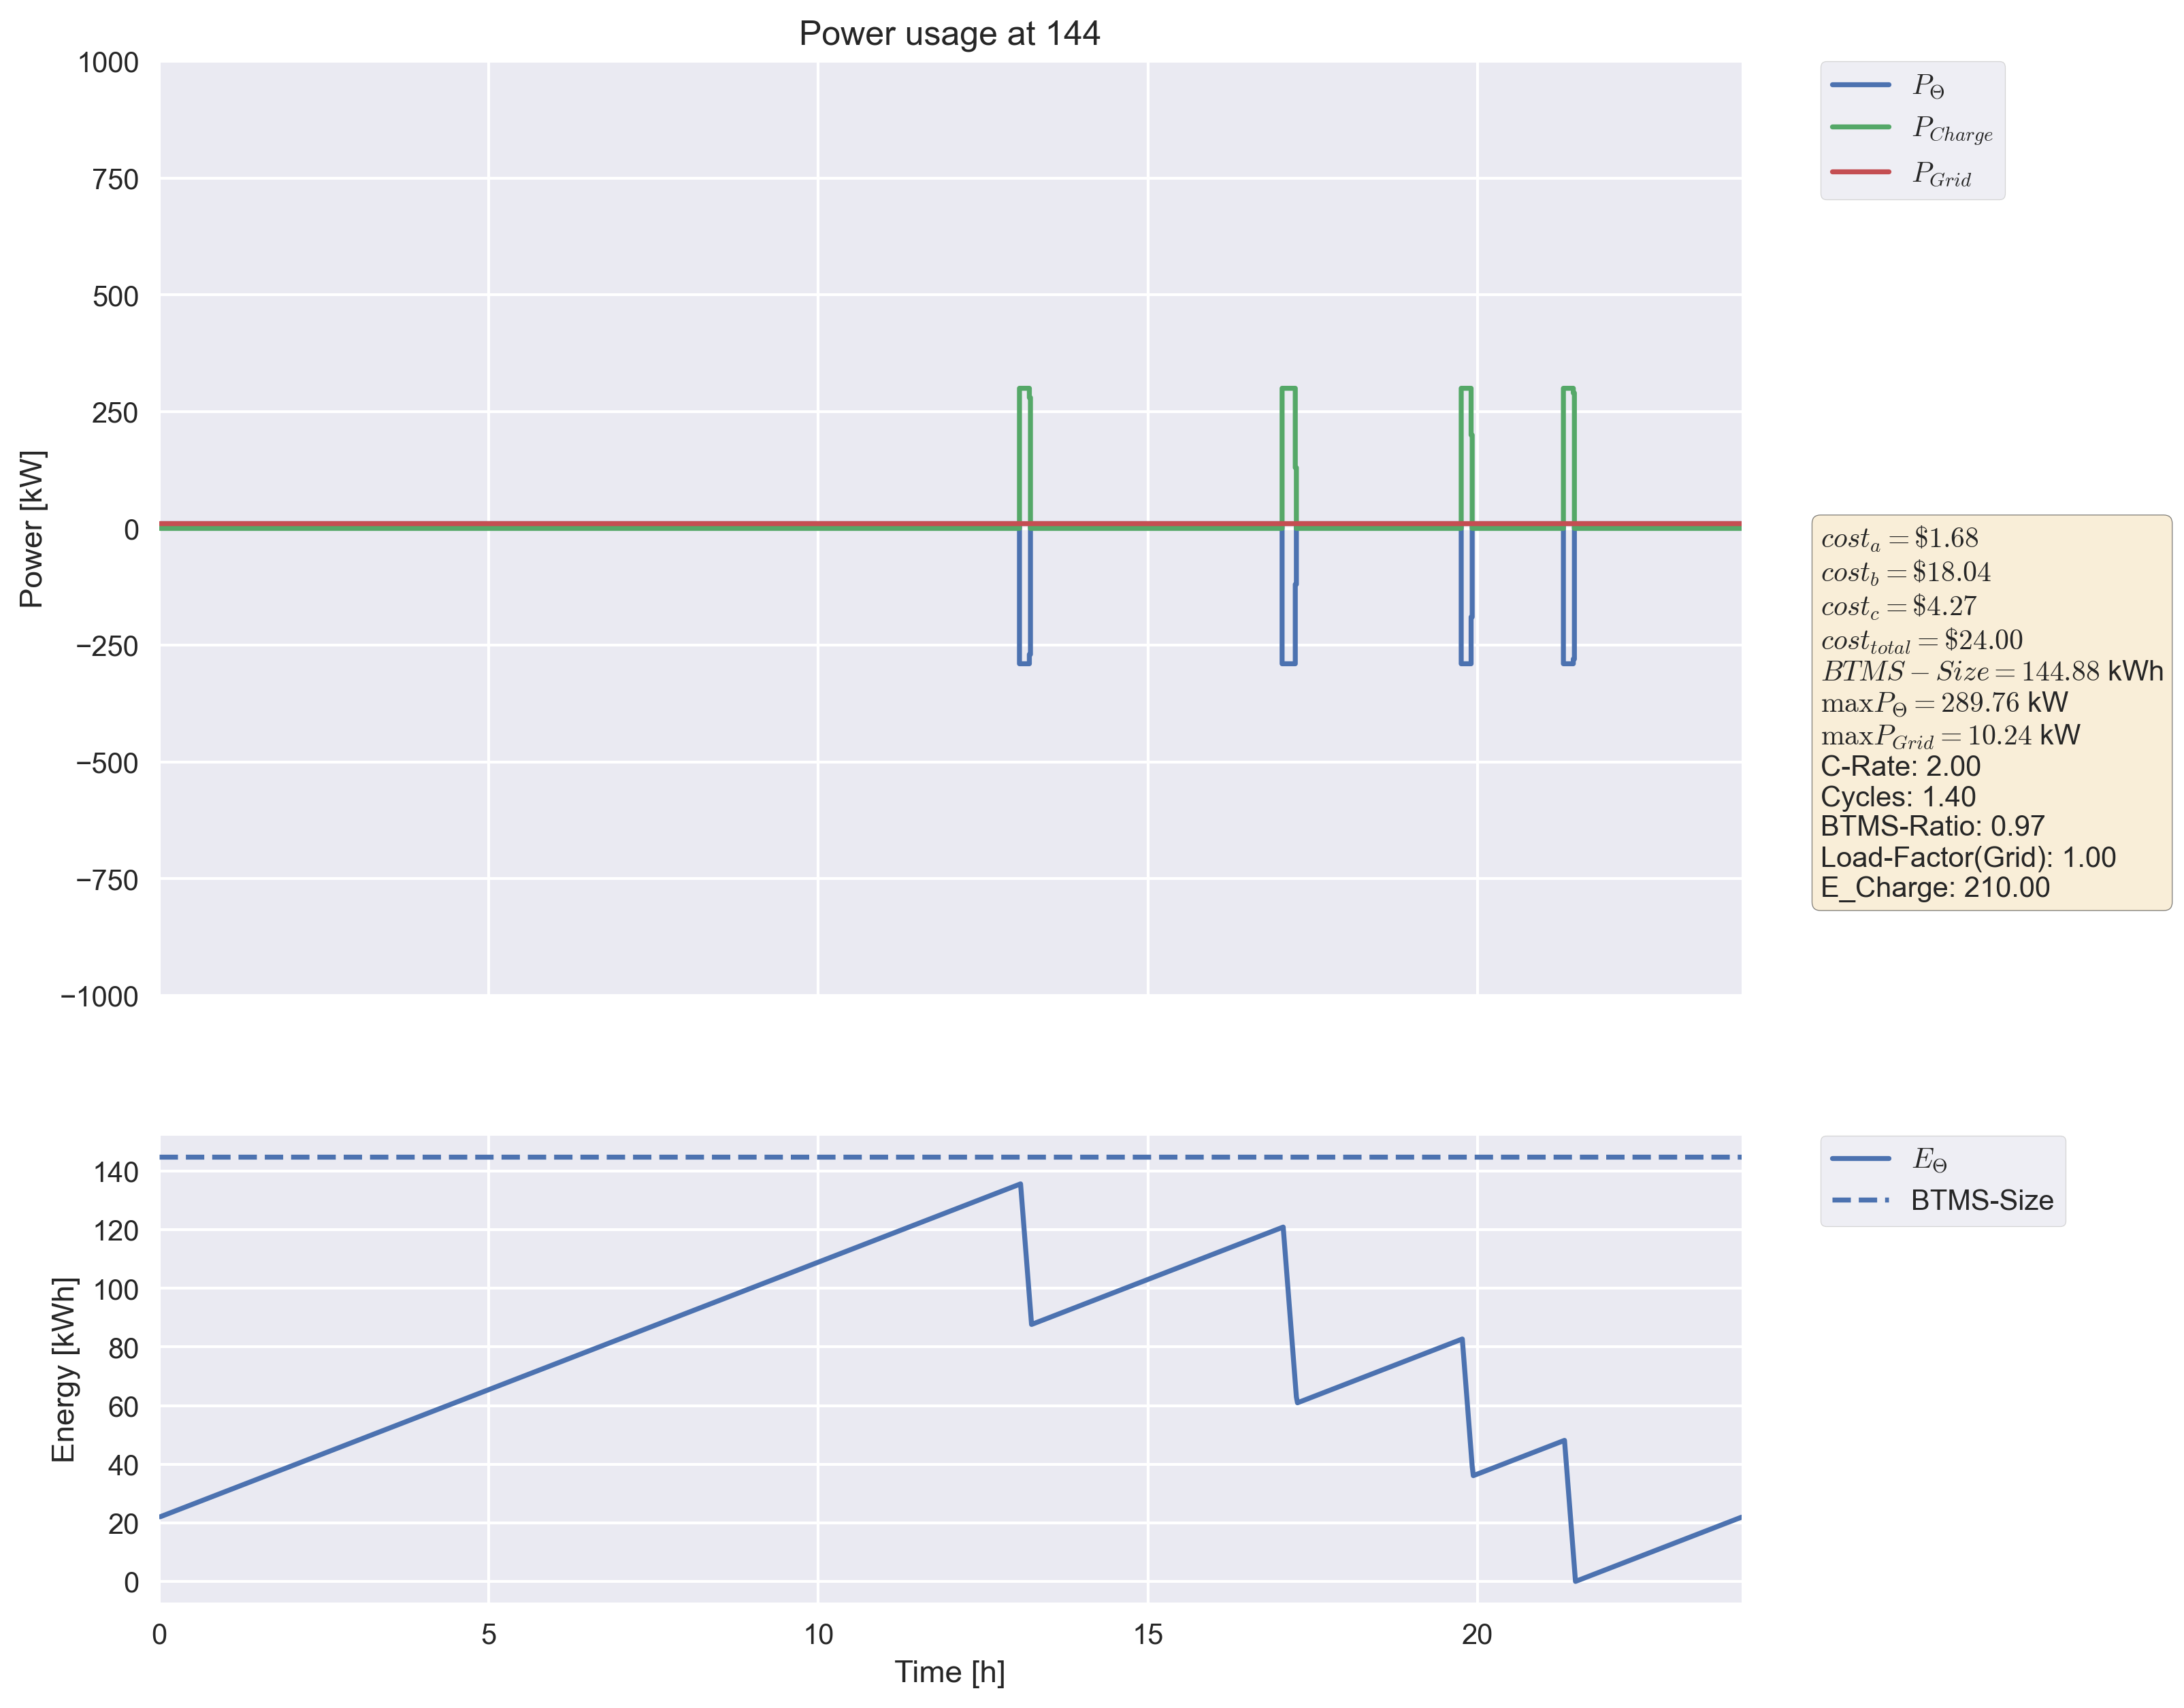 Power usage at 144
1000
750
500
250
0
−250
−500
−750
−1000
Power [kW]
P_Θ
P_Charge
P_Grid
cost_a = $1.68
cost_b = $18.04
cost_c = $4.27
cost_total = $24.00
BTMS − Size = 144.88 kWh
maxP_Θ = 289.76 kW
maxP_Grid = 10.24 kW
C-Rate: 2.00
Cycles: 1.40
BTMS-Ratio: 0.97
Load-Factor(Grid): 1.00
E_Charge: 210.00
140
120
100
80
60
40
20
0
Energy [kWh]
E_Θ
BTMS-Size
0 5 10 15 20
Time [h]